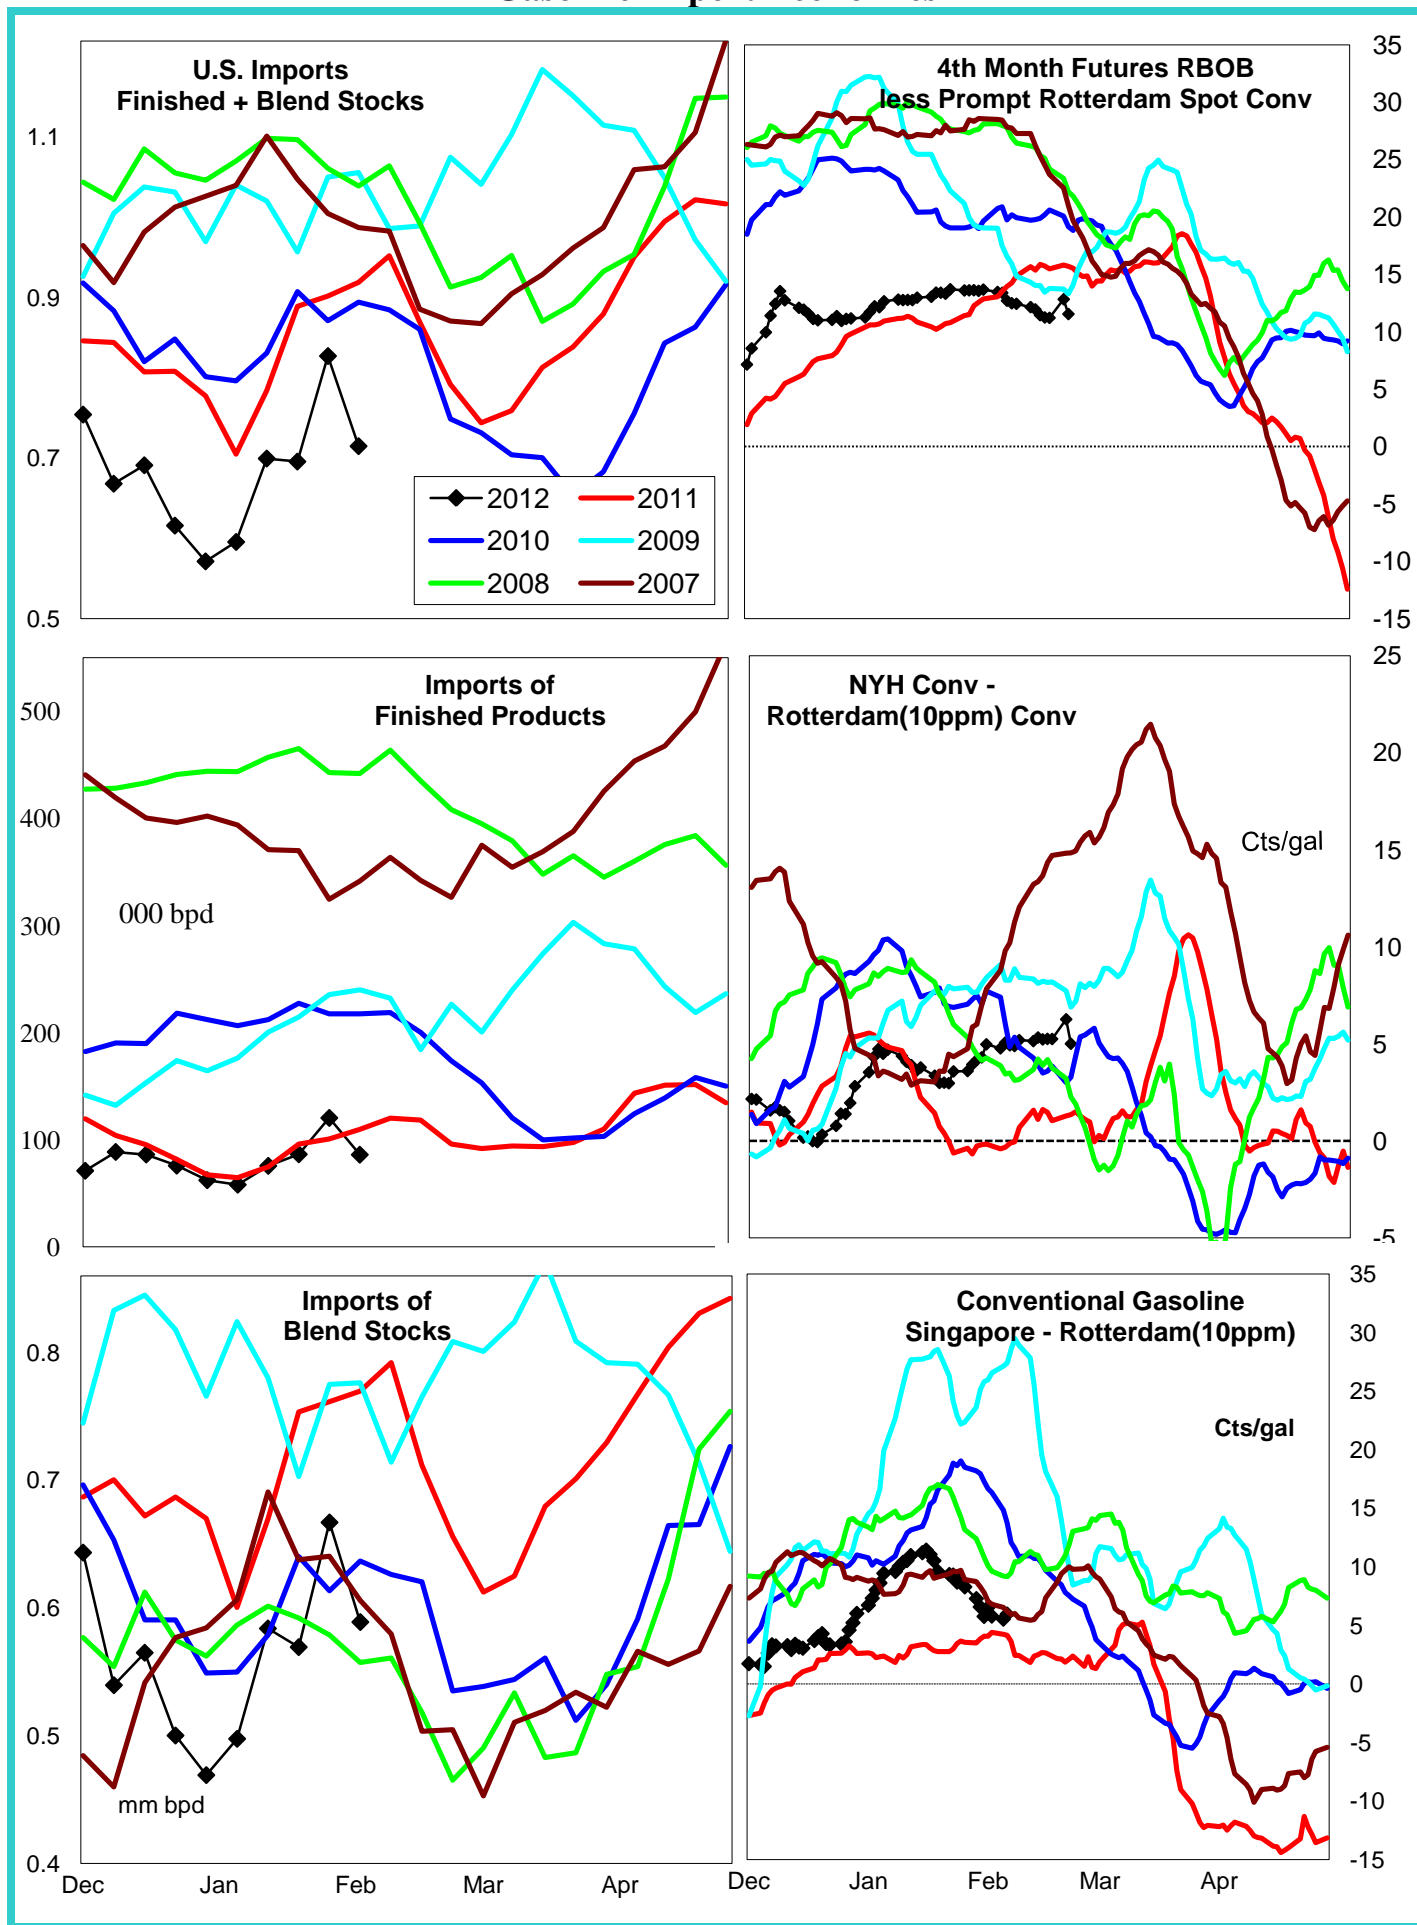 U.S. Imports
Finished + Blend Stocks
1.1
0.9
0.7
0.5
2012
2011
2010
2009
2008
2007
4th Month Futures RBOB
less Prompt Rotterdam Spot Conv
35
30
25
20
15
10
5
0
-5
-10
-15
Imports of
Finished Products
500
400
300
200
100
0
000 bpd
NYH Conv -
Rotterdam(10ppm) Conv
Cts/gal
25
20
15
10
5
0
-5
Imports of
Blend Stocks
0.8
0.7
0.6
0.5
0.4
mm bpd
Dec
Jan
Feb
Mar
Apr
Conventional Gasoline
Singapore - Rotterdam(10ppm)
Cts/gal
35
30
25
20
15
10
5
0
-5
-10
-15
Dec
Jan
Feb
Mar
Apr